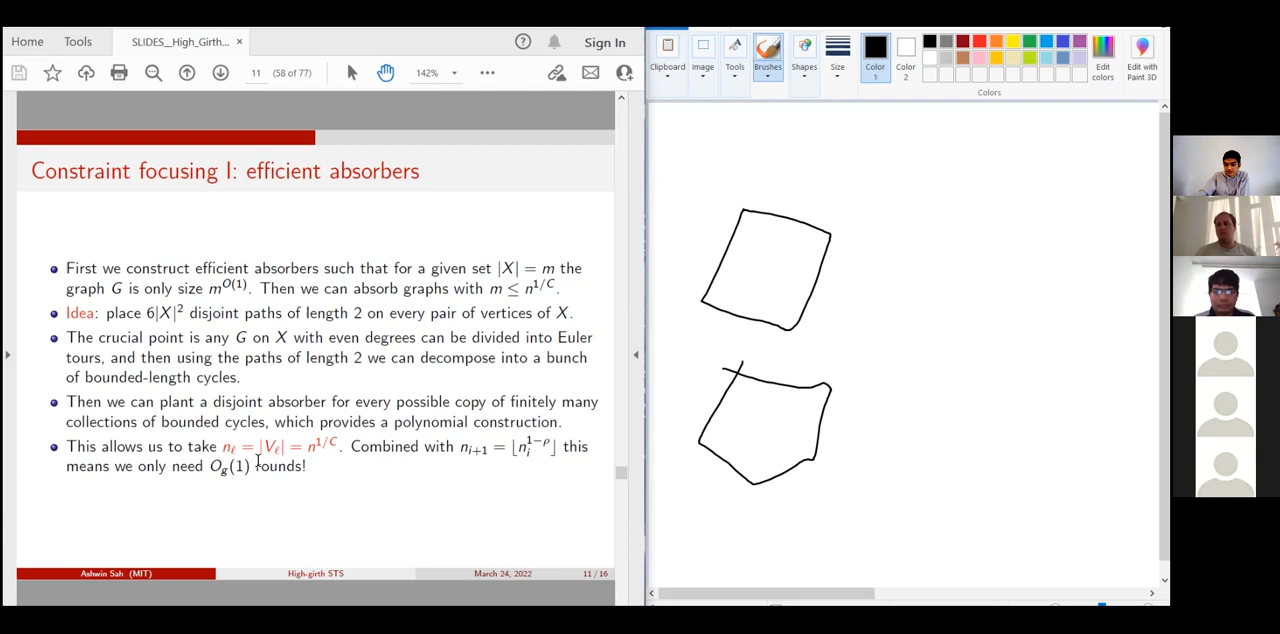 Home Tools SLIDES__High_Girth... × Sign In
11 (58 of 77) 142%
Clipboard Image Tools Brushes Shapes Size Color 1 Color 2 Edit colors Edit with Paint 3D
Colors
Constraint focusing I: efficient absorbers
First we construct efficient absorbers such that for a given set |X| = m the
graph G is only size m^{O(1)}. Then we can absorb graphs with m ≤ n^{1/C}.
Idea: place 6|X|² disjoint paths of length 2 on every pair of vertices of X.
The crucial point is any G on X with even degrees can be divided into Euler
tours, and then using the paths of length 2 we can decompose into a bunch
of bounded-length cycles.
Then we can plant a disjoint absorber for every possible copy of finitely many
collections of bounded cycles, which provides a polynomial construction.
This allows us to take n_ℓ = |V_ℓ| = n^{1/C}. Combined with n_{i+1} = ⌊n_i^{1−ρ}⌋ this
means we only need O_g(1) rounds!
Ashwin Sah (MIT) High-girth STS March 24, 2022 11 / 16